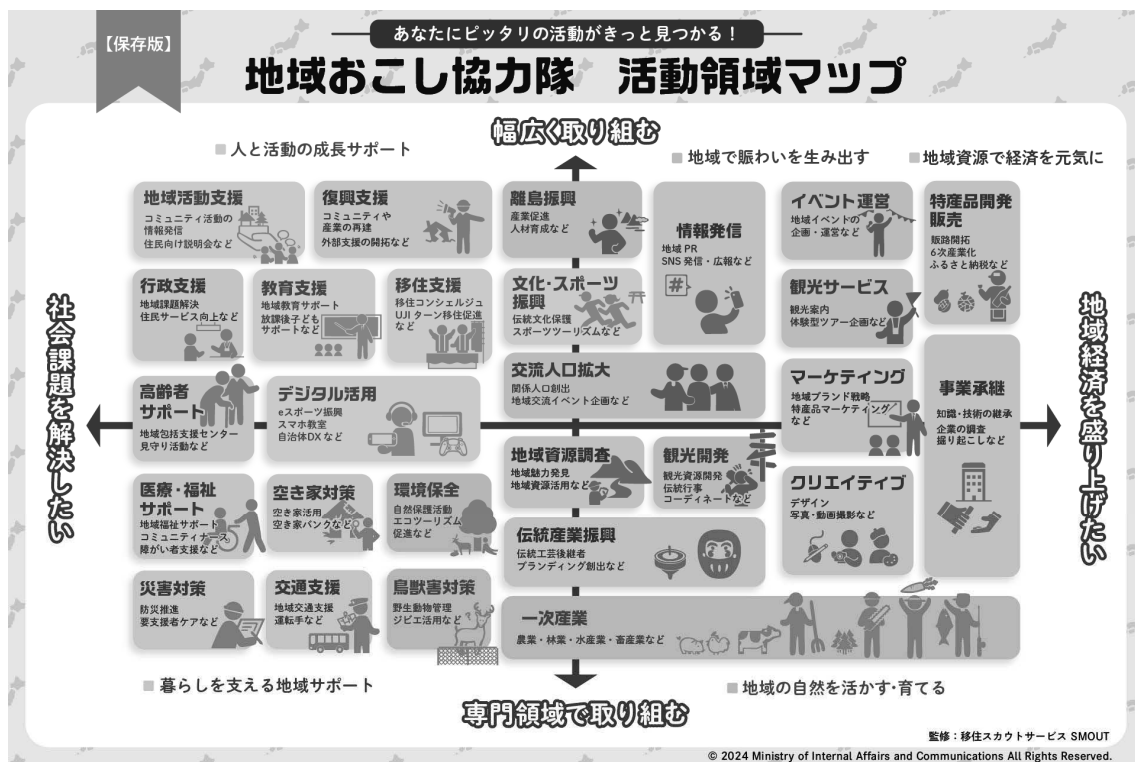 【保存版】
あなたにピッタリの活動がきっと見つかる！
地域おこし協力隊　活動領域マップ
幅広く取り組む
人と活動の成長サポート
地域で賑わいを生み出す
地域資源で経済を元気に
社会課題を解決したい
地域経済を盛り上げたい
地域活動支援
コミュニティ活動の
情報発信
住民向け説明会など
復興支援
コミュニティや
産業の再建
外部支援の開拓など
離島振興
産業促進
人材育成など
情報発信
地域 PR
SNS 発信・広報など
イベント運営
地域イベントの
企画・運営など
特産品開発
販売
販路開拓
6次産業化
ふるさと納税など
行政支援
地域課題解決
住民サービス向上など
教育支援
地域教育サポート
放課後子ども
サポートなど
移住支援
移住コンシェルジュ
UJI ターン移住促進
など
文化・スポーツ
振興
伝統文化保護
スポーツツーリズムなど
#
観光サービス
観光案内
体験型ツアー企画など
高齢者
サポート
地域包括支援センター
見守り活動など
デジタル活用
eスポーツ振興
スマホ教室
自治体DX など
交流人口拡大
関係人口創出
地域交流イベント企画など
マーケティング
地域ブランド戦略
特産品マーケティング
など
事業承継
知識・技術の継承
企業の調査
掘り起こしなど
医療・福祉
サポート
地域福祉サポート
コミュニティナース
障がい者支援など
空き家対策
空き家活用
空き家バンクなど
環境保全
自然保護活動
エコツーリズム
促進など
地域資源調査
地域魅力発見
地域資源活用など
観光開発
観光資源開発
伝統行事
コーディネートなど
クリエイティブ
デザイン
写真・動画撮影など
伝統産業振興
伝統工芸後継者
ブランディング創出など
災害対策
防災推進
要支援者ケアなど
交通支援
地域交通支援
運転手など
鳥獣害対策
野生動物管理
ジビエ活用など
一次産業
農業・林業・水産業・畜産業など
暮らしを支える地域サポート
地域の自然を活かす・育てる
専門領域で取り組む
監修：移住スカウトサービス SMOUT
© 2024 Ministry of Internal Affairs and Communications All Rights Reserved.